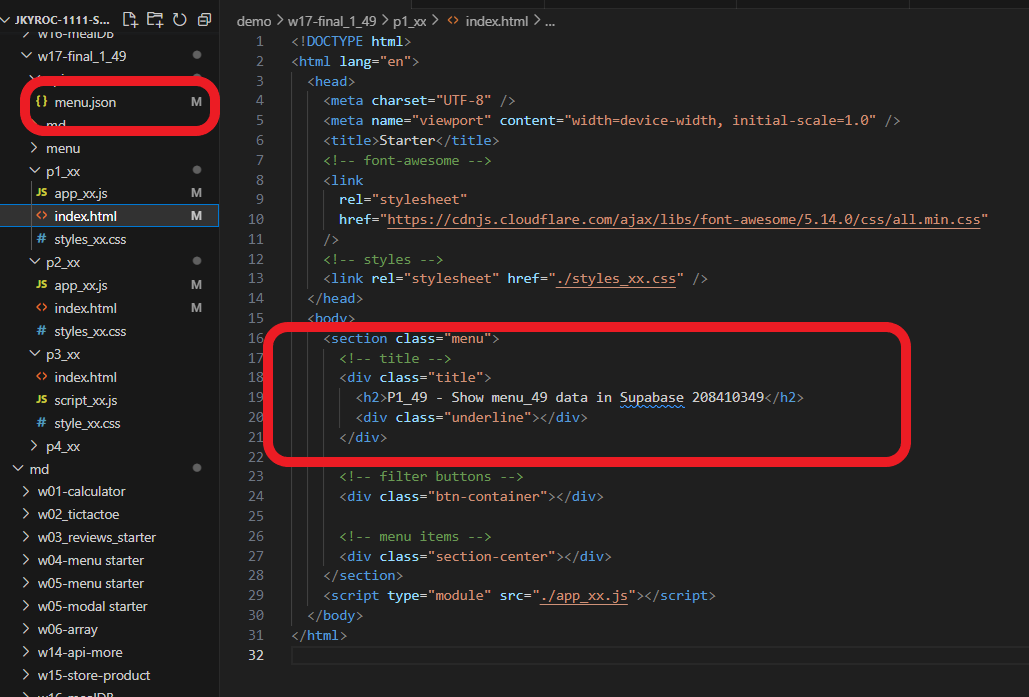 JKYROC-1111-S...
w16-mealDB
w17-final_1_49
{} menu.json M
md
menu
p1_xx
JS app_xx.js M
<> index.html M
# styles_xx.css
p2_xx
JS app_xx.js M
<> index.html M
# styles_xx.css
p3_xx
<> index.html
JS script_xx.js
# style_xx.css
p4_xx
md
w01-calculator
w02_tictactoe
w03_reviews_starter
w04-menu starter
w05-menu starter
w05-modal starter
w06-array
w14-api-more
w15-store-product
w16-mealDB
demo > w17-final_1_49 > p1_xx > <> index.html > ...
1 <!DOCTYPE html>
2 <html lang="en">
3 <head>
4 <meta charset="UTF-8" />
5 <meta name="viewport" content="width=device-width, initial-scale=1.0" />
6 <title>Starter</title>
7 <!-- font-awesome -->
8 <link
9 rel="stylesheet"
10 href="https://cdnjs.cloudflare.com/ajax/libs/font-awesome/5.14.0/css/all.min.css"
11 />
12 <!-- styles -->
13 <link rel="stylesheet" href="./styles_xx.css" />
14 </head>
15 <body>
16 <section class="menu">
17 <!-- title -->
18 <div class="title">
19 <h2>P1_49 - Show menu_49 data in Supabase 208410349</h2>
20 <div class="underline"></div>
21 </div>
22
23 <!-- filter buttons -->
24 <div class="btn-container"></div>
25
26 <!-- menu items -->
27 <div class="section-center"></div>
28 </section>
29 <script type="module" src="./app_xx.js"></script>
30 </body>
31 </html>
32